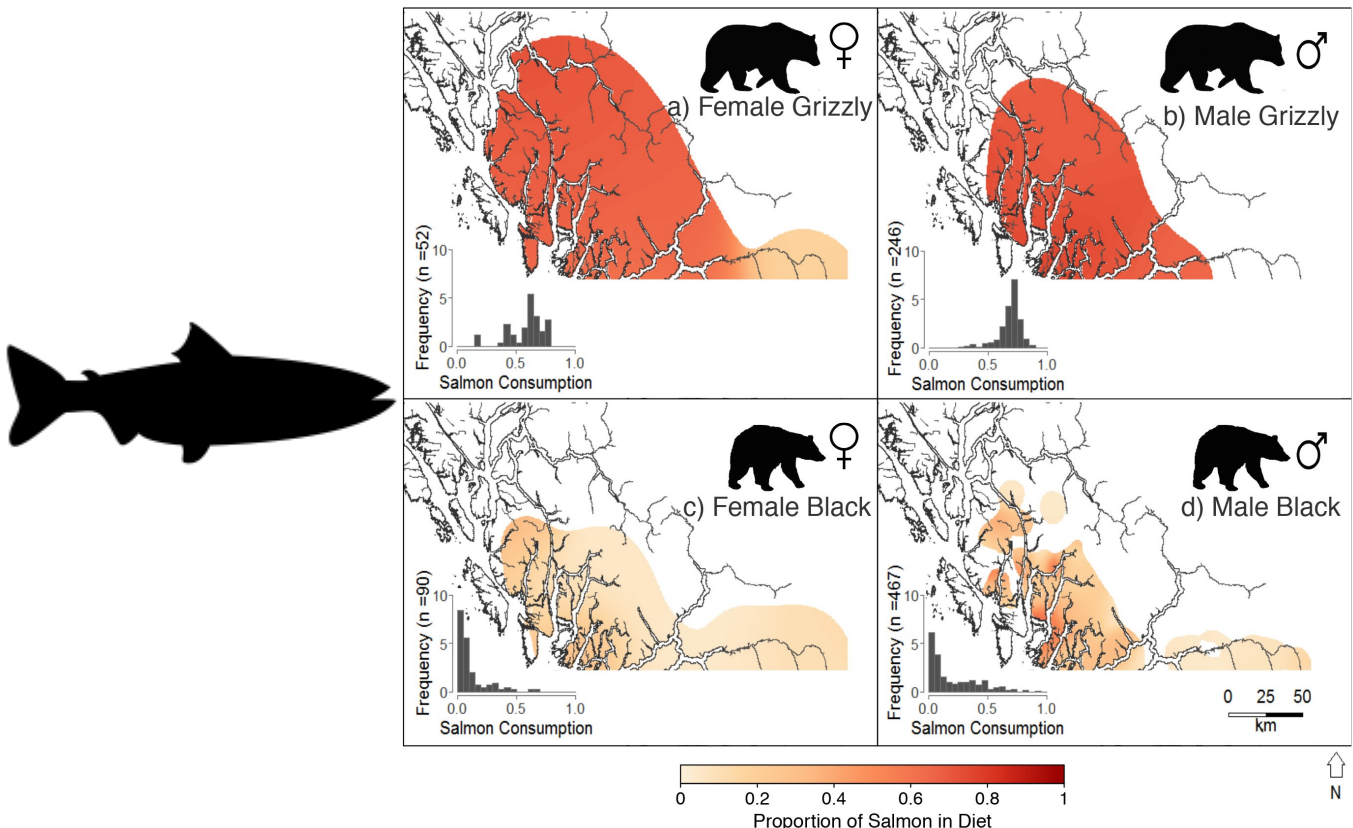 ♀
a) Female Grizzly
Frequency (n =52)
10
5
0
0.0 0.5 1.0
Salmon Consumption
♂
b) Male Grizzly
Frequency (n =246)
10
5
0
0.0 0.5 1.0
Salmon Consumption
♀
c) Female Black
Frequency (n =90)
10
5
0
0.0 0.5 1.0
Salmon Consumption
♂
d) Male Black
Frequency (n =467)
10
5
0
0.0 0.5 1.0
Salmon Consumption
0 25 50
km
0 0.2 0.4 0.6 0.8 1
Proportion of Salmon in Diet
N